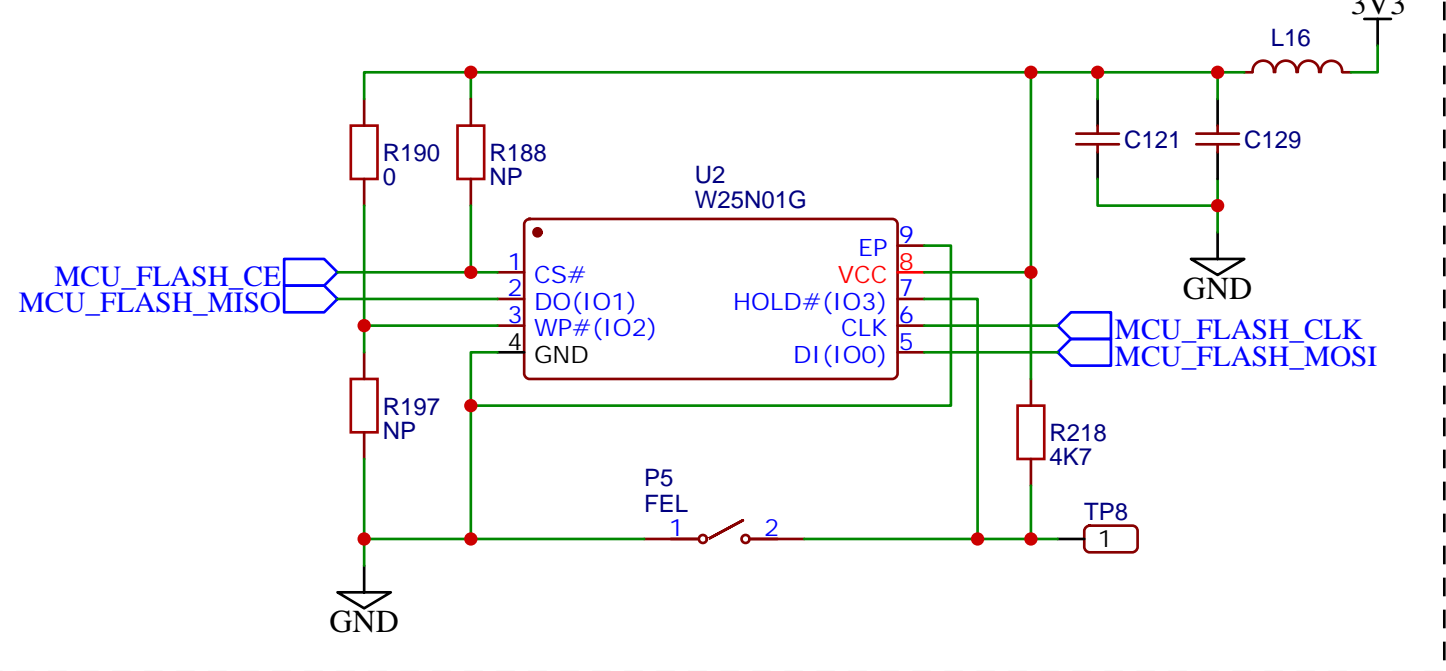 3V3
L16
R190
0
R188
NP
C121
C129
U2
W25N01G
EP 9
1 CS#
VCC 8
MCU_FLASH_CE
GND
2 DO(IO1)
HOLD#(IO3) 7
MCU_FLASH_MISO
3 WP#(IO2)
CLK 6
MCU_FLASH_CLK
4 GND
DI(IO0) 5
MCU_FLASH_MOSI
R197
NP
R218
4K7
P5
FEL
1 2
TP8
1
GND